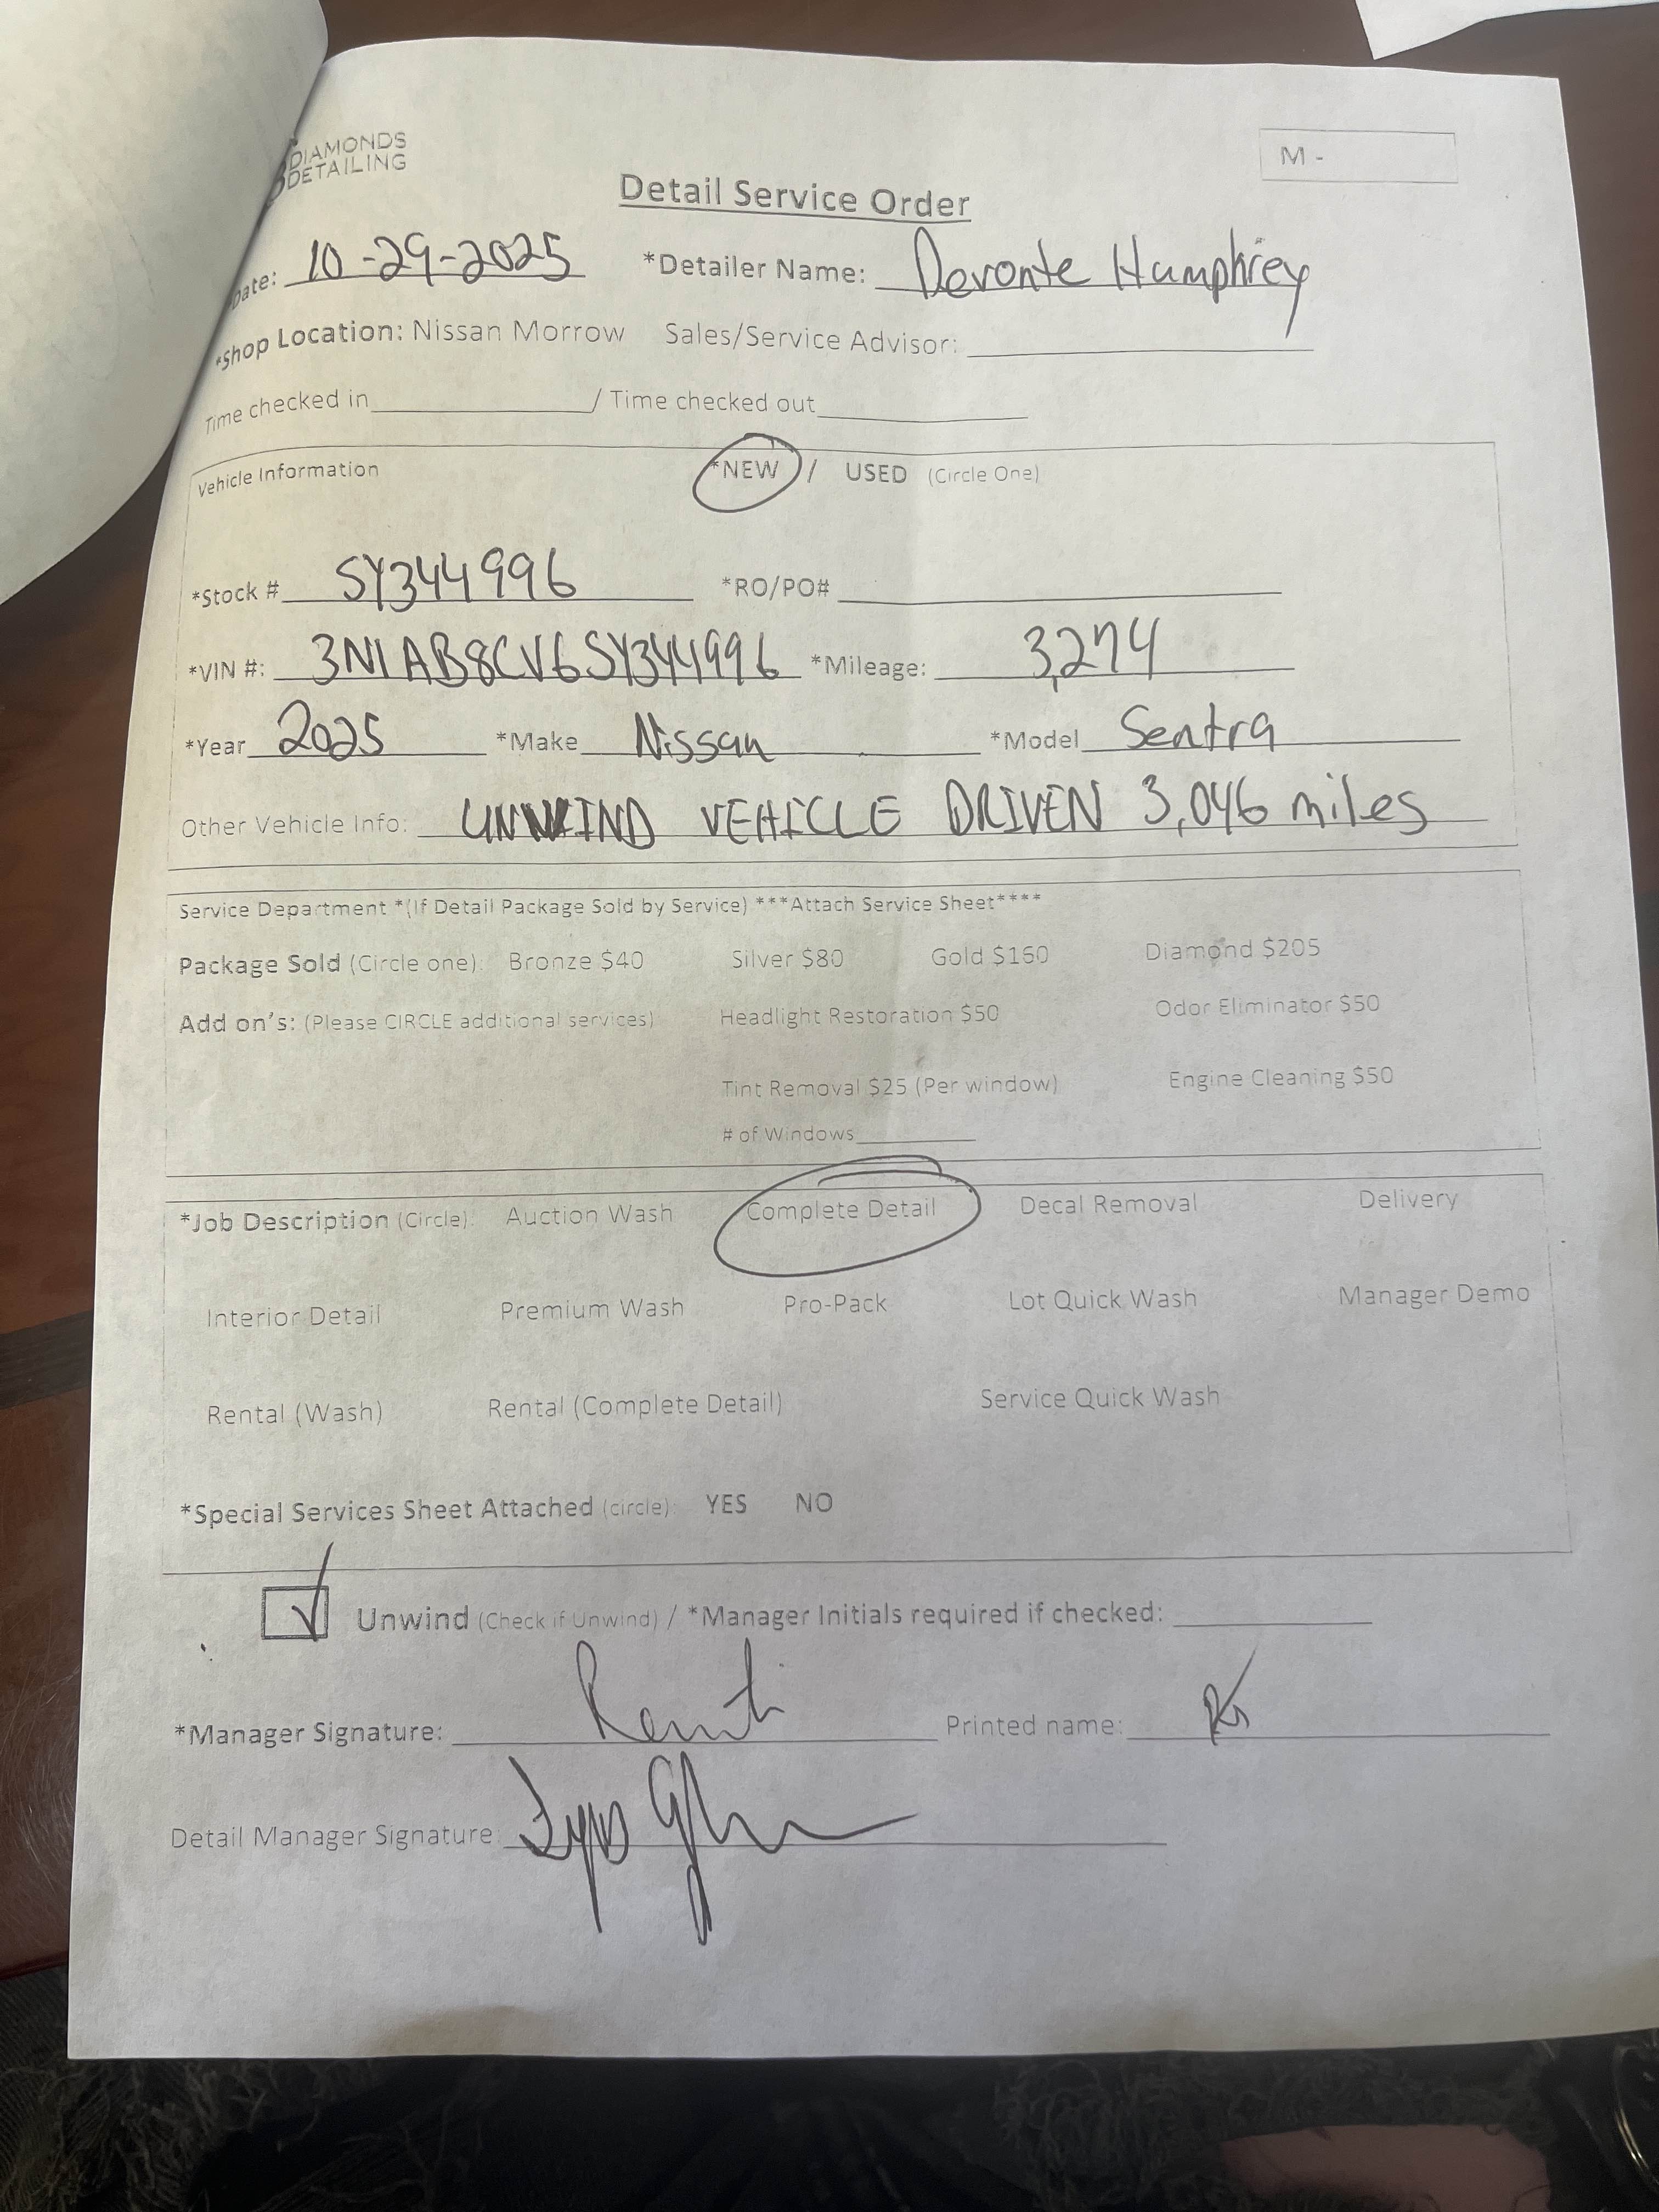 DIAMONDS
DETAILING
M -
Detail Service Order
Date: 10-29-2025 *Detailer Name: Devonte Humphrey
*Shop Location: Nissan Morrow Sales/Service Advisor:
Time checked in / Time checked out
Vehicle Information *NEW / USED (Circle One)
*Stock # SY344996 *RO/PO#
*VIN #: 3N1AB8CV6SY344996 *Mileage: 3,274
*Year 2025 *Make Nissan *Model Sentra
Other Vehicle Info: UNWIND VEHICLE DRIVEN 3,046 miles
Service Department *(If Detail Package Sold by Service) ***Attach Service Sheet****
Package Sold (Circle one): Bronze $40 Silver $80 Gold $160 Diamond $205
Add on's: (Please CIRCLE additional services) Headlight Restoration $50 Odor Eliminator $50
Tint Removal $25 (Per window) Engine Cleaning $50
# of Windows
*Job Description (Circle): Auction Wash Complete Detail Decal Removal Delivery
Interior Detail Premium Wash Pro-Pack Lot Quick Wash Manager Demo
Rental (Wash) Rental (Complete Detail) Service Quick Wash
*Special Services Sheet Attached (circle): YES NO
Unwind (Check if Unwind) / *Manager Initials required if checked:
*Manager Signature: Printed name:
Detail Manager Signature: